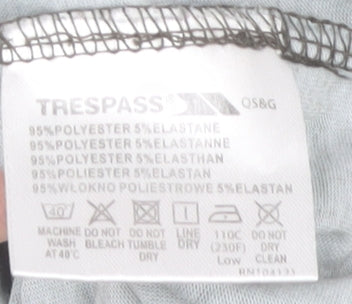 TRESPASS QS&G
95%POLYESTER 5%ELASTANE
95%POLYESTER 5%ELASTANNE
95%POLYESTER 5%ELASTHAN
95%POLYESTER 5%ELASTAN
95%WŁOKNO POLIESTROWE 5%ELASTAN
40°
MACHINE WASH AT 40°C
DO NOT BLEACH
DO NOT TUMBLE DRY
LINE DRY
110C (230F) Low
DO NOT DRY CLEAN